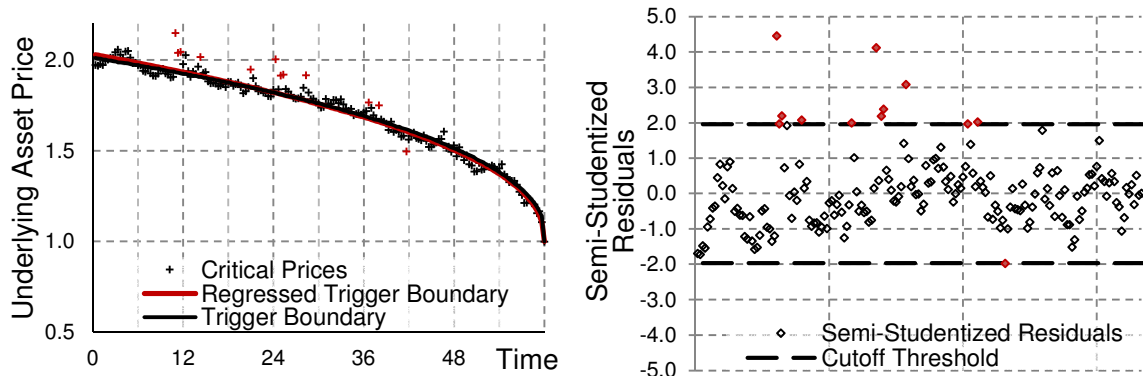 Underlying Asset Price
2.0
1.5
1.0
0.5
Critical Prices
Regressed Trigger Boundary
Trigger Boundary
0 12 24 36 48 Time
Semi-Studentized
Residuals
5.0
4.0
3.0
2.0
1.0
0.0
-1.0
-2.0
-3.0
-4.0
-5.0
Semi-Studentized Residuals
Cutoff Threshold